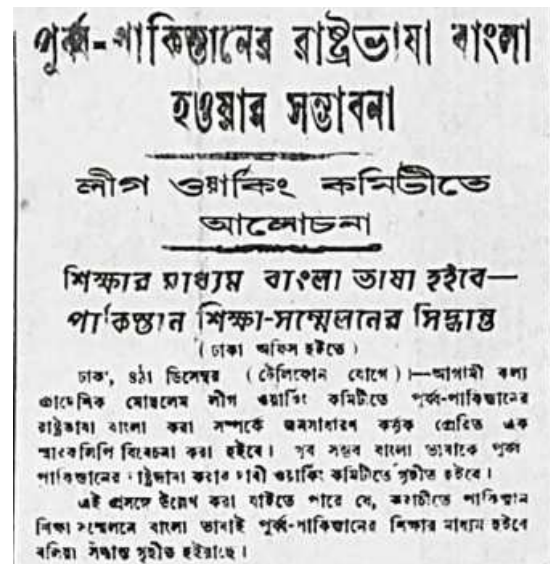 পূর্ব্ব-পাকিস্তানের রাষ্ট্রভাষা বাংলা
হওয়ার সম্ভাবনা
লীগ ওয়ার্কিং কমিটীতে
আলোচনা
শিক্ষার মাধ্যম বাংলা ভাষা হইবে—
পাকিস্তান শিক্ষা-সম্মেলনের সিদ্ধান্ত
(ঢাকা অফিস হইতে)
ঢাকা, ৪ঠা ডিসেম্বর (টেলিফোন যোগে)।—আগামী কল্য
প্রাদেশিক মোছলেম লীগ ওয়ার্কিং কমিটীতে পূর্ব্ব-পাকিস্তানের
রাষ্ট্রভাষা বাংলা করা সম্পর্কে জনসাধারণ কর্তৃক প্রেরিত এক
স্মারকলিপি বিবেচনা করা হইবে। খুব সম্ভব বাংলা ভাষাকে পূর্ব্ব
পাকিস্তানের রাষ্ট্রভাষা করার দাবী ওয়ার্কিং কমিটীতে গৃহীত হইবে।
এই প্রসঙ্গে উল্লেখ করা যাইতে পারে যে, করাচীতে পাকিস্তান
শিক্ষা সম্মেলনে বাংলা ভাষাই পূর্ব্ব-পাকিস্তানের শিক্ষার মাধ্যম হইবে
বলিয়া সিদ্ধান্ত গৃহীত হইয়াছে।